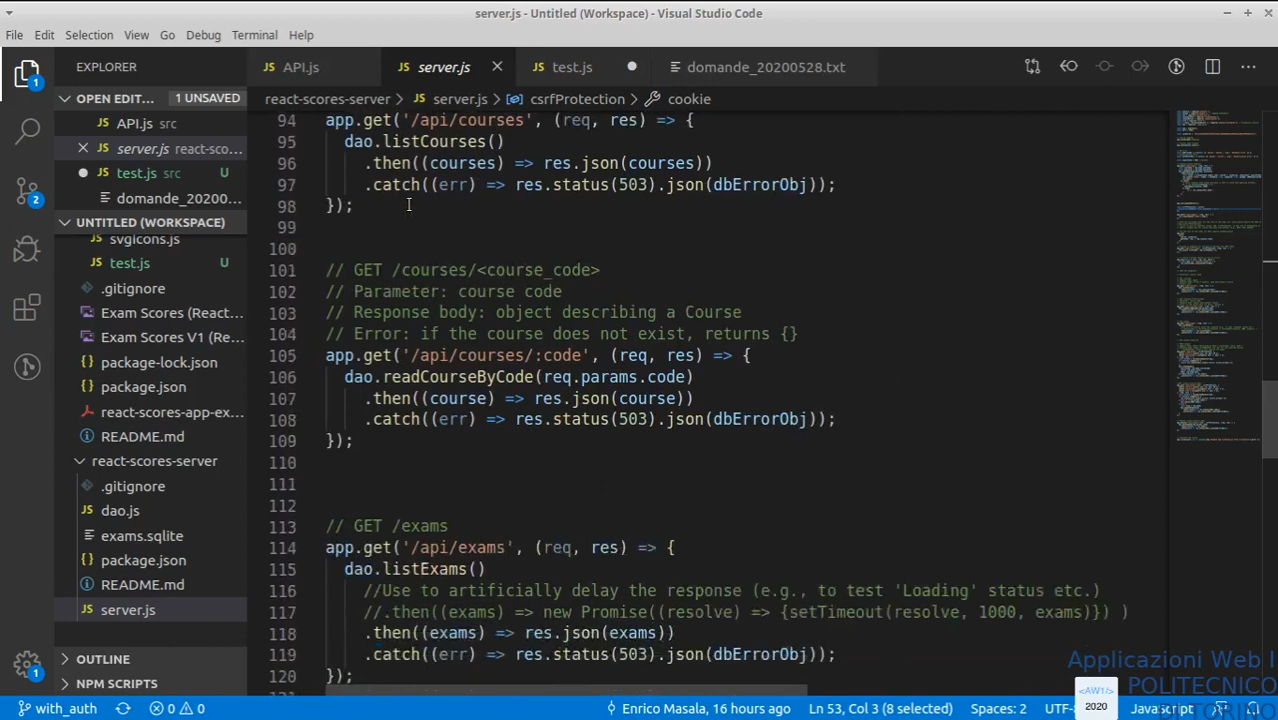 server.js - Untitled (Workspace) - Visual Studio Code
File Edit Selection View Go Debug Terminal Help
EXPLORER
API.js
server.js
test.js
domande_20200528.txt
OPEN EDIT... 1 UNSAVED
react-scores-server > server.js > csrfProtection > cookie
API.js src
server.js react-sco...
test.js src U
domande_20200...
UNTITLED (WORKSPACE)
svgIcons.js
test.js U
.gitignore
Exam Scores (React...
Exam Scores V1 (Re...
package-lock.json
package.json
react-scores-app-ex...
README.md
react-scores-server
.gitignore
dao.js
exams.sqlite
package.json
README.md
server.js
OUTLINE
NPM SCRIPTS
94 app.get('/api/courses', (req, res) => {
95 dao.listCourses()
96 .then((courses) => res.json(courses))
97 .catch((err) => res.status(503).json(dbErrorObj));
98 });
99
100
101 // GET /courses/<course_code>
102 // Parameter: course code
103 // Response body: object describing a Course
104 // Error: if the course does not exist, returns {}
105 app.get('/api/courses/:code', (req, res) => {
106 dao.readCourseByCode(req.params.code)
107 .then((course) => res.json(course))
108 .catch((err) => res.status(503).json(dbErrorObj));
109 });
110
111
112
113 // GET /exams
114 app.get('/api/exams', (req, res) => {
115 dao.listExams()
116 //Use to artificially delay the response (e.g., to test 'Loading' status etc.)
117 //.then((exams) => new Promise((resolve) => {setTimeout(resolve, 1000, exams)}) )
118 .then((exams) => res.json(exams))
119 .catch((err) => res.status(503).json(dbErrorObj));
120 });
Applicazioni Web I
POLITECNICO
DI TORINO
<AW1/>
2020
1
2
1
with_auth 0 0 Enrico Masala, 16 hours ago Ln 53, Col 3 (8 selected) Spaces: 2 UTF-8 Javascript